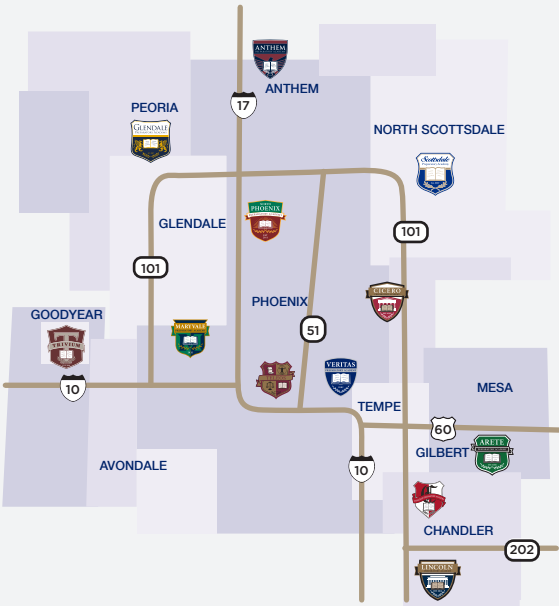 ANTHEM
ANTHEM
17
PEORIA
GLENDALE
NORTH SCOTTSDALE
Scottsdale
GLENDALE
NORTH
PHOENIX
101
101
CICERO
PHOENIX
51
GOODYEAR
TRIVIUM
MARYVALE
VERITAS
10
MESA
TEMPE
60
GILBERT
ARETE
AVONDALE
10
CHANDLER
202
LINCOLN